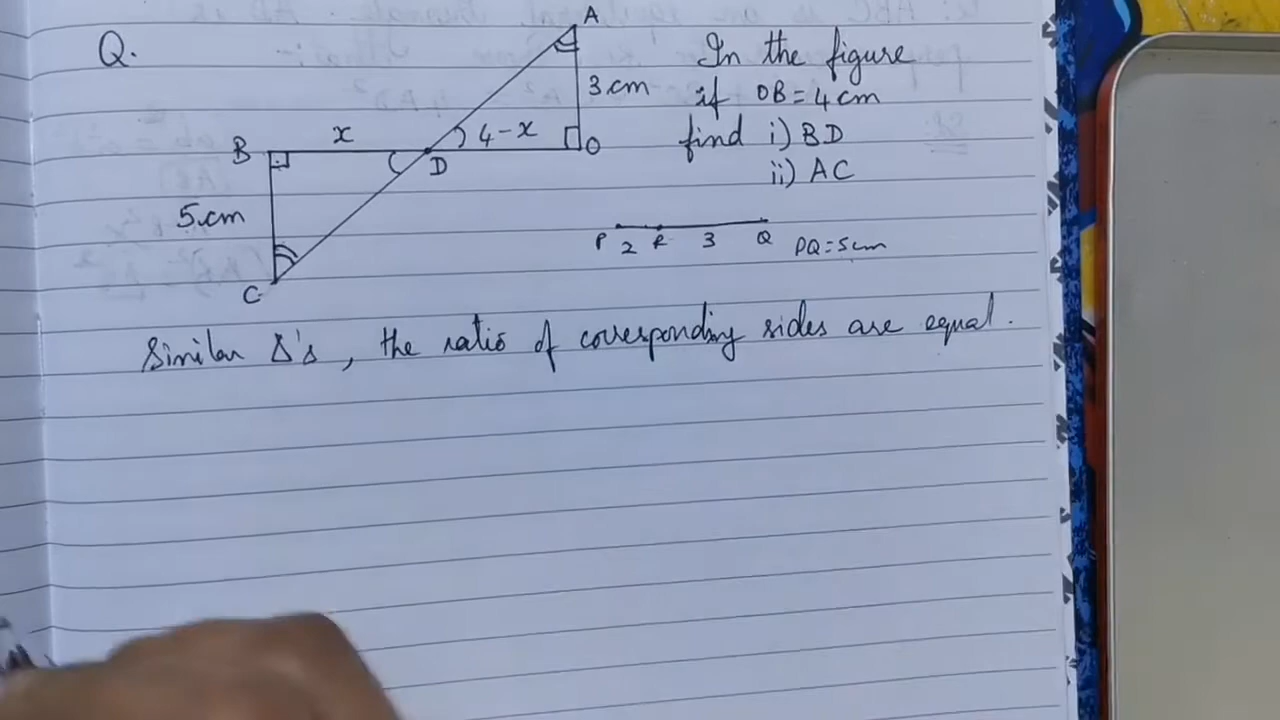 Q.
A
3 cm
In the figure
if OB = 4 cm
find i) BD
ii) AC
B
x
D
4 - x
O
5 cm
C
P 2 R 3 Q PQ = 5 cm
Similar Δ's, the ratio of corresponding sides are equal.